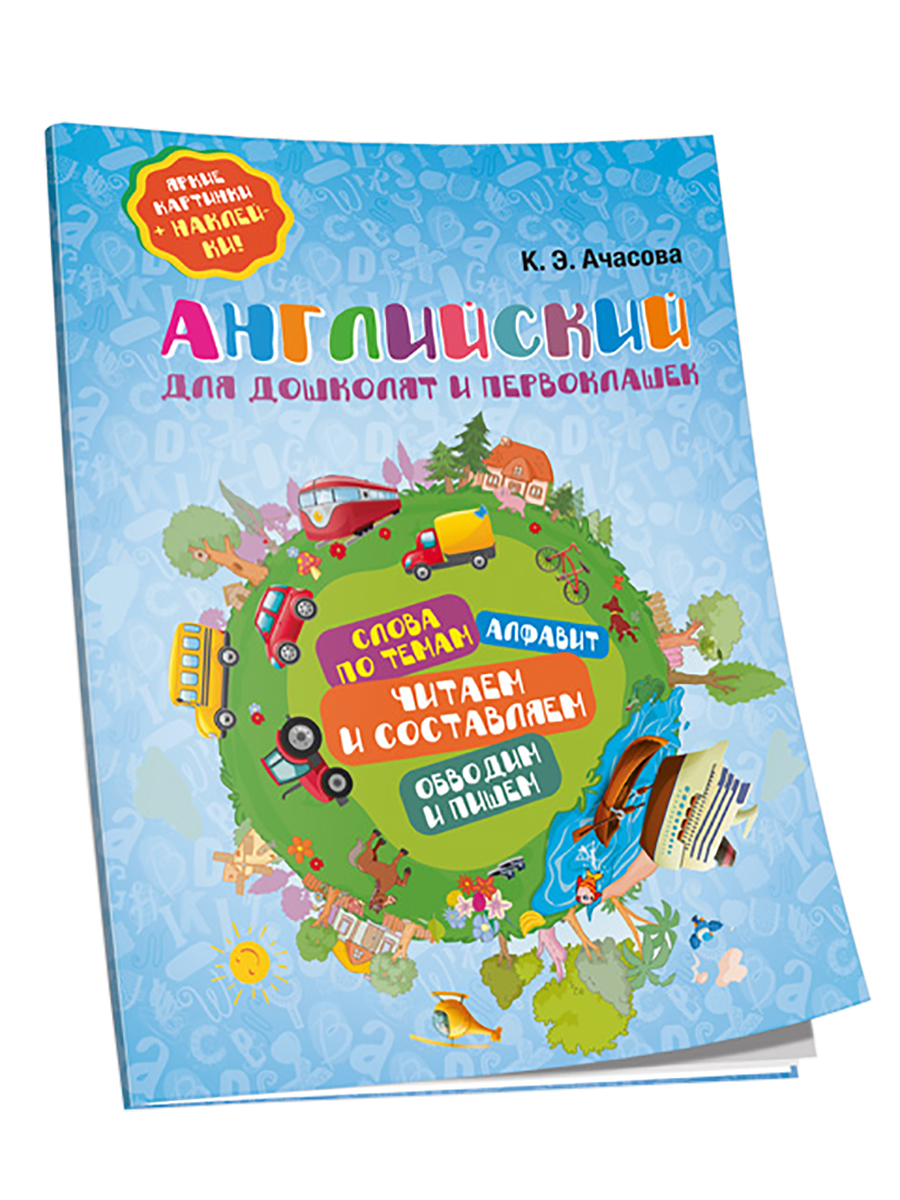 ЯРКИЕ
КАРТИНКИ
+ НАКЛЕЙ-
КИ!
К. Э. Ачасова
АНГЛИЙСКИЙ
ДЛЯ ДОШКОЛЯТ И ПЕРВОКЛАШЕК
СЛОВА
ПО ТЕМАМ
АЛФАВИТ
ЧИТАЕМ
И СОСТАВЛЯЕМ
ОБВОДИМ
И ПИШЕМ